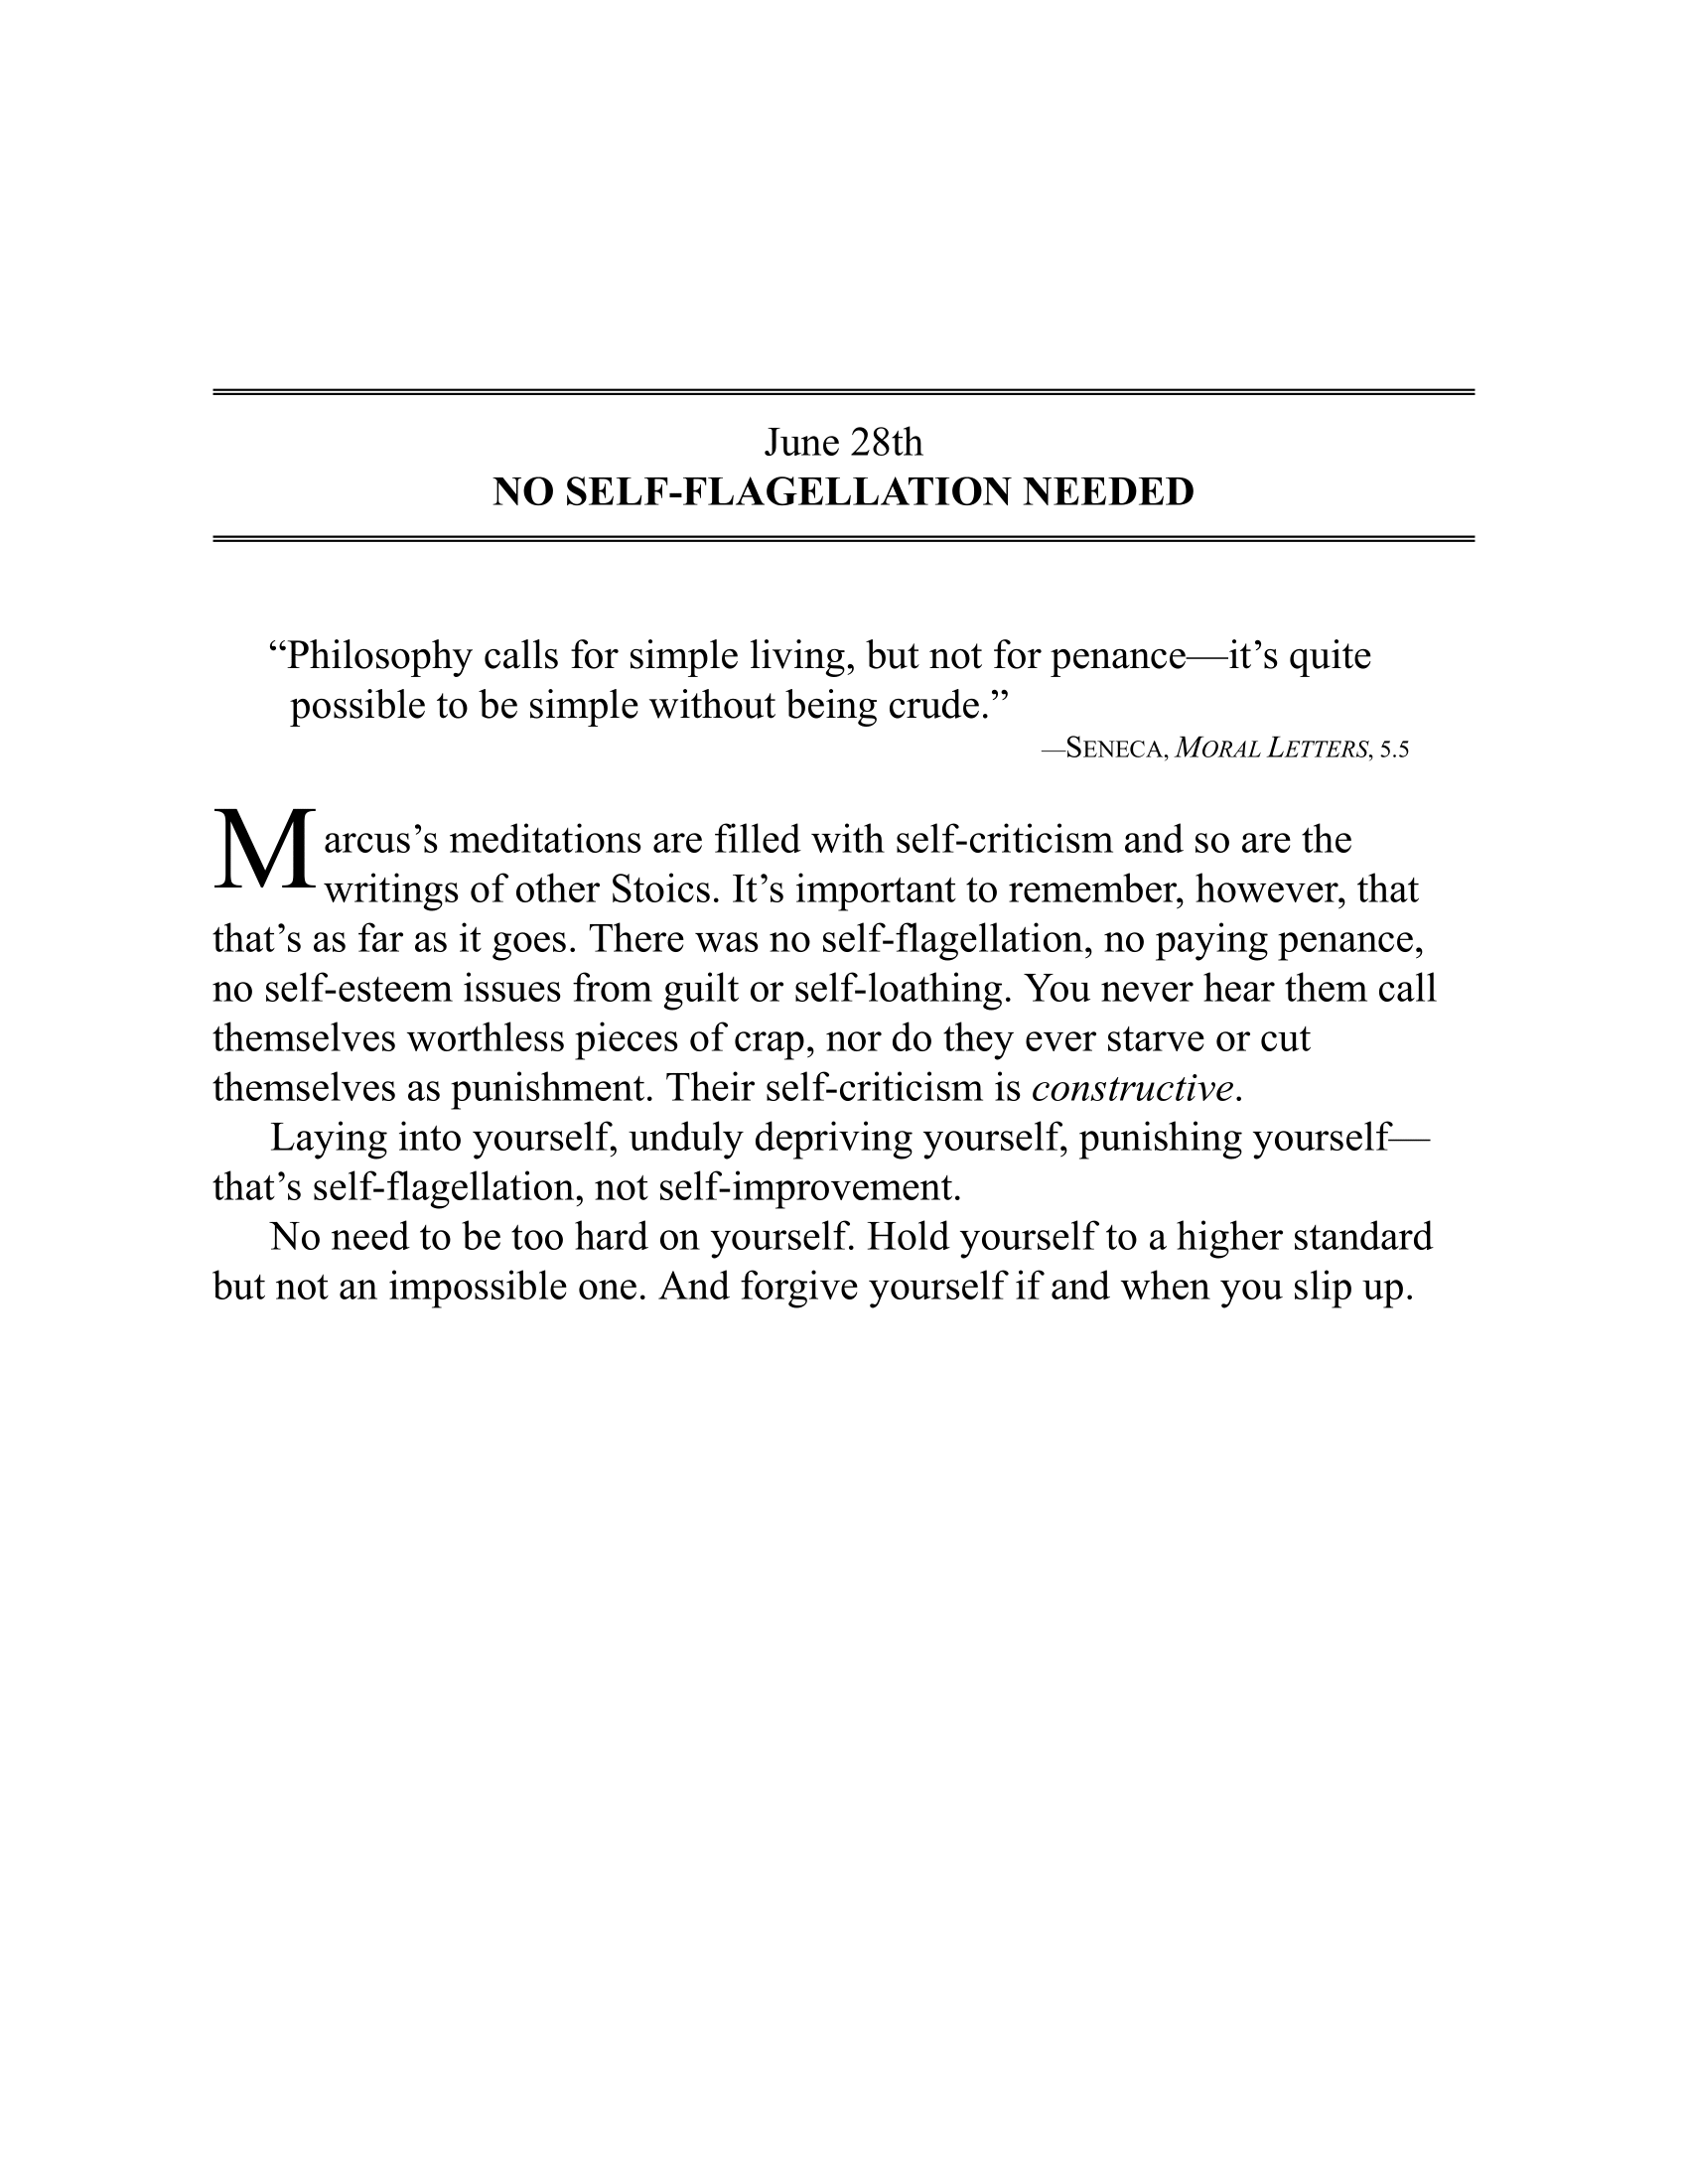 June 28th
NO SELF-FLAGELLATION NEEDED
“Philosophy calls for simple living, but not for penance—it’s quite
possible to be simple without being crude.”
—SENECA, MORAL LETTERS, 5.5
Marcus’s meditations are filled with self-criticism and so are the
writings of other Stoics. It’s important to remember, however, that
that’s as far as it goes. There was no self-flagellation, no paying penance,
no self-esteem issues from guilt or self-loathing. You never hear them call
themselves worthless pieces of crap, nor do they ever starve or cut
themselves as punishment. Their self-criticism is constructive.
Laying into yourself, unduly depriving yourself, punishing yourself—
that’s self-flagellation, not self-improvement.
No need to be too hard on yourself. Hold yourself to a higher standard
but not an impossible one. And forgive yourself if and when you slip up.